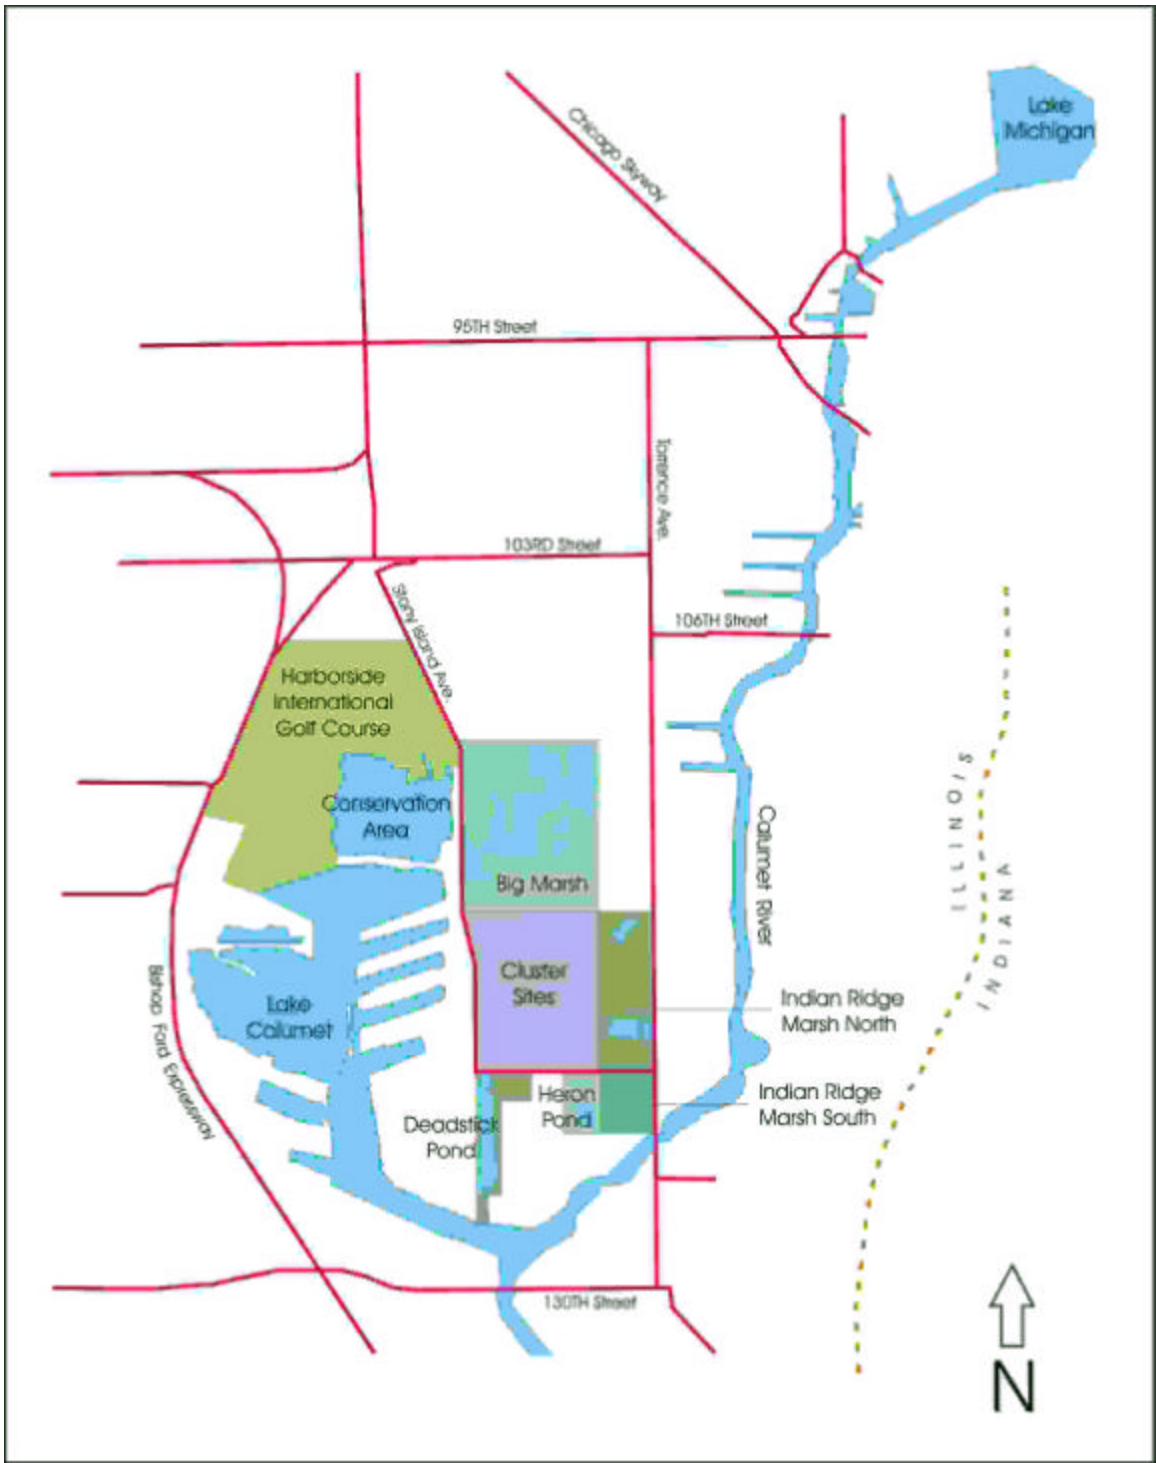 Lake
Michigan
Chicago Skyway
95TH Street
Torrence Ave.
103RD Street
Stony Island Ave.
106TH Street
Harborside
International
Golf Course
Conservation
Area
ILLINOIS
INDIANA
Calumet River
Big Marsh
Cluster
Sites
Lake
Calumet
Bishop Ford Expressway
Indian Ridge
Marsh North
Heron
Pond
Indian Ridge
Marsh South
Deadstick
Pond
130TH Street
N